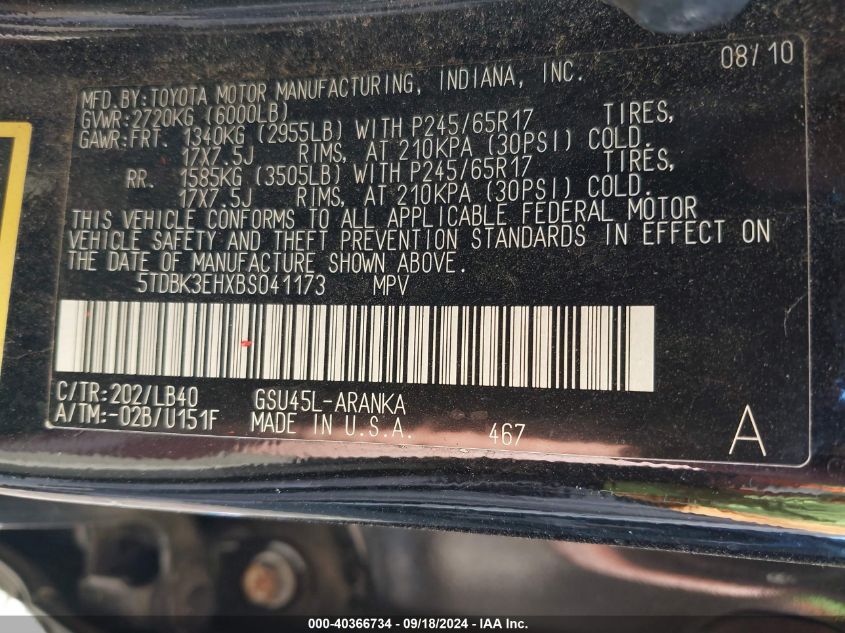 08/10
MFD.BY:TOYOTA MOTOR MANUFACTURING, INDIANA, INC.
GVWR:2720KG (6000LB)
GAWR:FRT. 1340KG (2955LB) WITH P245/65R17 TIRES,
17X7.5J RIMS, AT 210KPA (30PSI) COLD.
RR. 1585KG (3505LB) WITH P245/65R17 TIRES,
17X7.5J RIMS, AT 210KPA (30PSI) COLD.
THIS VEHICLE CONFORMS TO ALL APPLICABLE FEDERAL MOTOR
VEHICLE SAFETY AND THEFT PREVENTION STANDARDS IN EFFECT ON
THE DATE OF MANUFACTURE SHOWN ABOVE.
5TDBK3EHXBS041173 MPV
C/TR:202/LB40 GSU45L-ARANKA
A/TM:-02B/U151F MADE IN U.S.A. 467 A
000-40366734 - 09/18/2024 - IAA Inc.